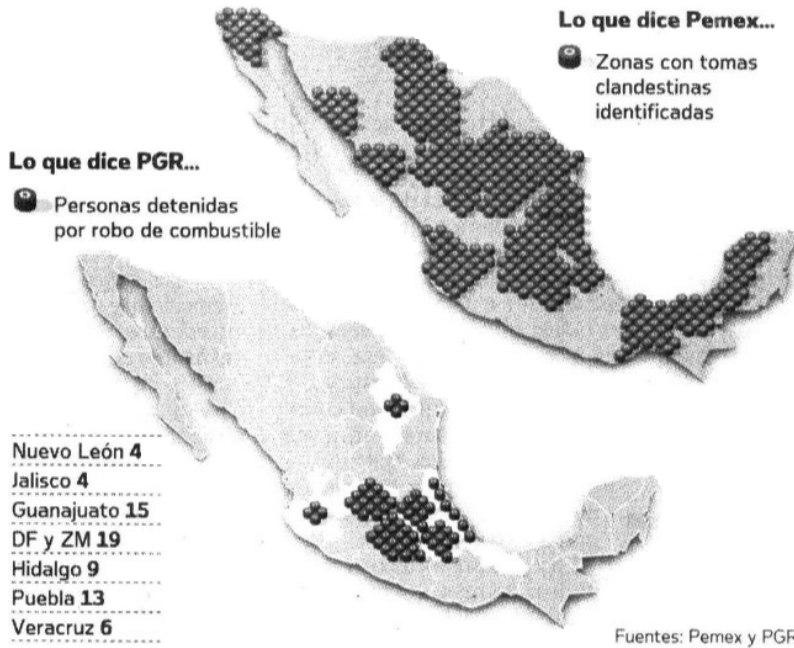 Lo que dice Pemex...
Zonas con tomas
clandestinas
identificadas
Lo que dice PGR...
Personas detenidas
por robo de combustible
Nuevo León 4
Jalisco 4
Guanajuato 15
DF y ZM 19
Hidalgo 9
Puebla 13
Veracruz 6
Fuentes: Pemex y PGR